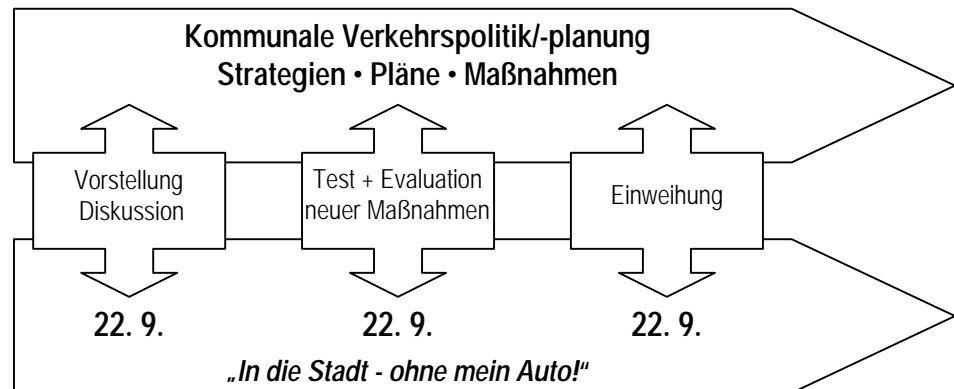 Kommunale Verkehrspolitik/-planung
Strategien • Pläne • Maßnahmen
Vorstellung
Diskussion
Test + Evaluation
neuer Maßnahmen
Einweihung
22. 9.
22. 9.
22. 9.
„In die Stadt - ohne mein Auto!“